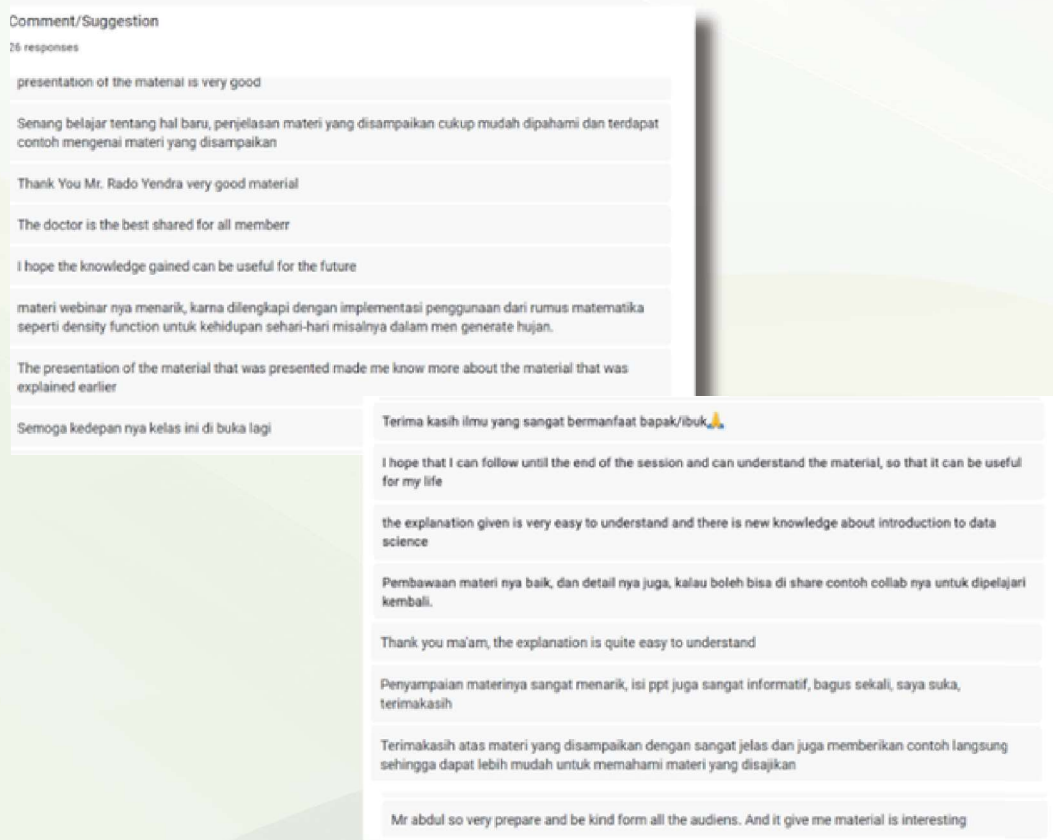 Comment/Suggestion
26 responses
presentation of the material is very good
Senang belajar tentang hal baru, penjelasan materi yang disampaikan cukup mudah dipahami dan terdapat
contoh mengenai materi yang disampaikan
Thank You Mr. Rado Yendra very good material
The doctor is the best shared for all memberr
I hope the knowledge gained can be useful for the future
materi webinar nya menarik, karna dilengkapi dengan implementasi penggunaan dari rumus matematika
seperti density function untuk kehidupan sehari-hari misalnya dalam men generate hujan.
The presentation of the material that was presented made me know more about the material that was
explained earlier
Semoga kedepan nya kelas ini di buka lagi
Terima kasih ilmu yang sangat bermanfaat bapak/ibuk🙏
I hope that I can follow until the end of the session and can understand the material, so that it can be useful
for my life
the explanation given is very easy to understand and there is new knowledge about introduction to data
science
Pembawaan materi nya baik, dan detail nya juga, kalau boleh bisa di share contoh collab nya untuk dipelajari
kembali.
Thank you ma'am, the explanation is quite easy to understand
Penyampaian materinya sangat menarik, isi ppt juga sangat informatif, bagus sekali, saya suka,
terimakasih
Terimakasih atas materi yang disampaikan dengan sangat jelas dan juga memberikan contoh langsung
sehingga dapat lebih mudah untuk memahami materi yang disajikan
Mr abdul so very prepare and be kind form all the audiens. And it give me material is interesting